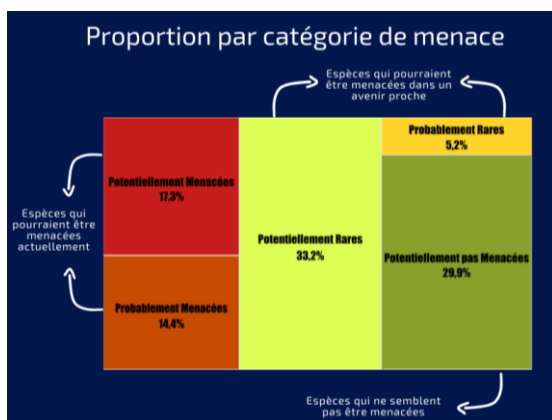 Proportion par catégorie de menace
Espèces qui pourraient
être menacées dans un
avenir proche
Probablement Rares
5,2%
Potentiellement Menacées
17,3%
Espèces qui
pourraient être
menacées
actuellement
Potentiellement Rares
33,2%
Potentiellement pas Menacées
29,9%
Probablement Menacées
14,4%
Espèces qui ne semblent
pas être menacées